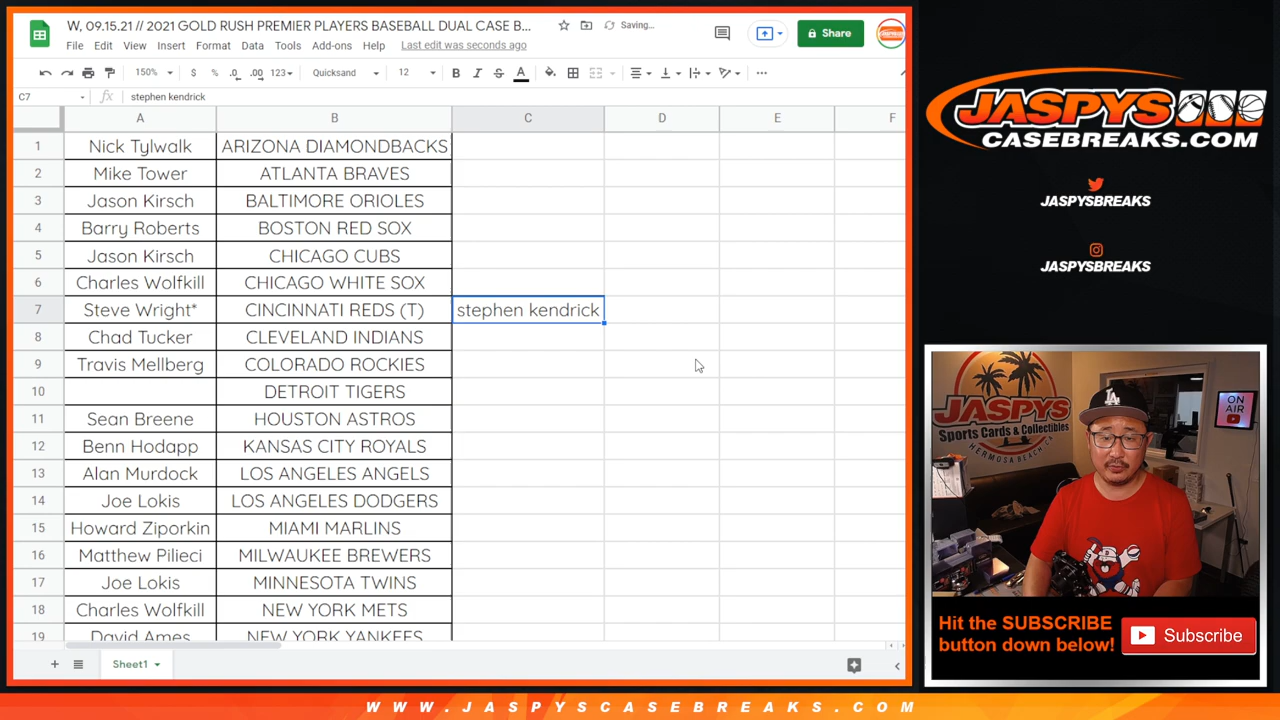 W, 09.15.21 // 2021 GOLD RUSH PREMIER PLAYERS BASEBALL DUAL CASE B...
Saving...
File Edit View Insert Format Data Tools Add-ons Help Last edit was seconds ago
Share
150% $ % .0 .00 123 Quicksand 12 B I S A
C7 fx stephen kendrick
A B C D E F
1 Nick Tylwalk ARIZONA DIAMONDBACKS
2 Mike Tower ATLANTA BRAVES
3 Jason Kirsch BALTIMORE ORIOLES
4 Barry Roberts BOSTON RED SOX
5 Jason Kirsch CHICAGO CUBS
6 Charles Wolfkill CHICAGO WHITE SOX
7 Steve Wright* CINCINNATI REDS (T) stephen kendrick
8 Chad Tucker CLEVELAND INDIANS
9 Travis Mellberg COLORADO ROCKIES
10 DETROIT TIGERS
11 Sean Breene HOUSTON ASTROS
12 Benn Hodapp KANSAS CITY ROYALS
13 Alan Murdock LOS ANGELES ANGELS
14 Joe Lokis LOS ANGELES DODGERS
15 Howard Ziporkin MIAMI MARLINS
16 Matthew Pilieci MILWAUKEE BREWERS
17 Joe Lokis MINNESOTA TWINS
18 Charles Wolfkill NEW YORK METS
19 David Ames NEW YORK YANKEES
Sheet1
JASPYS
CASEBREAKS.COM
JASPYSBREAKS
JASPYSBREAKS
JASPYS
Sports Cards & Collectibles
HERMOSA BEACH CA
ON
AIR
LA
Hit the SUBSCRIBE
button down below!
Subscribe
WWW.JASPYSCASEBREAKS.COM